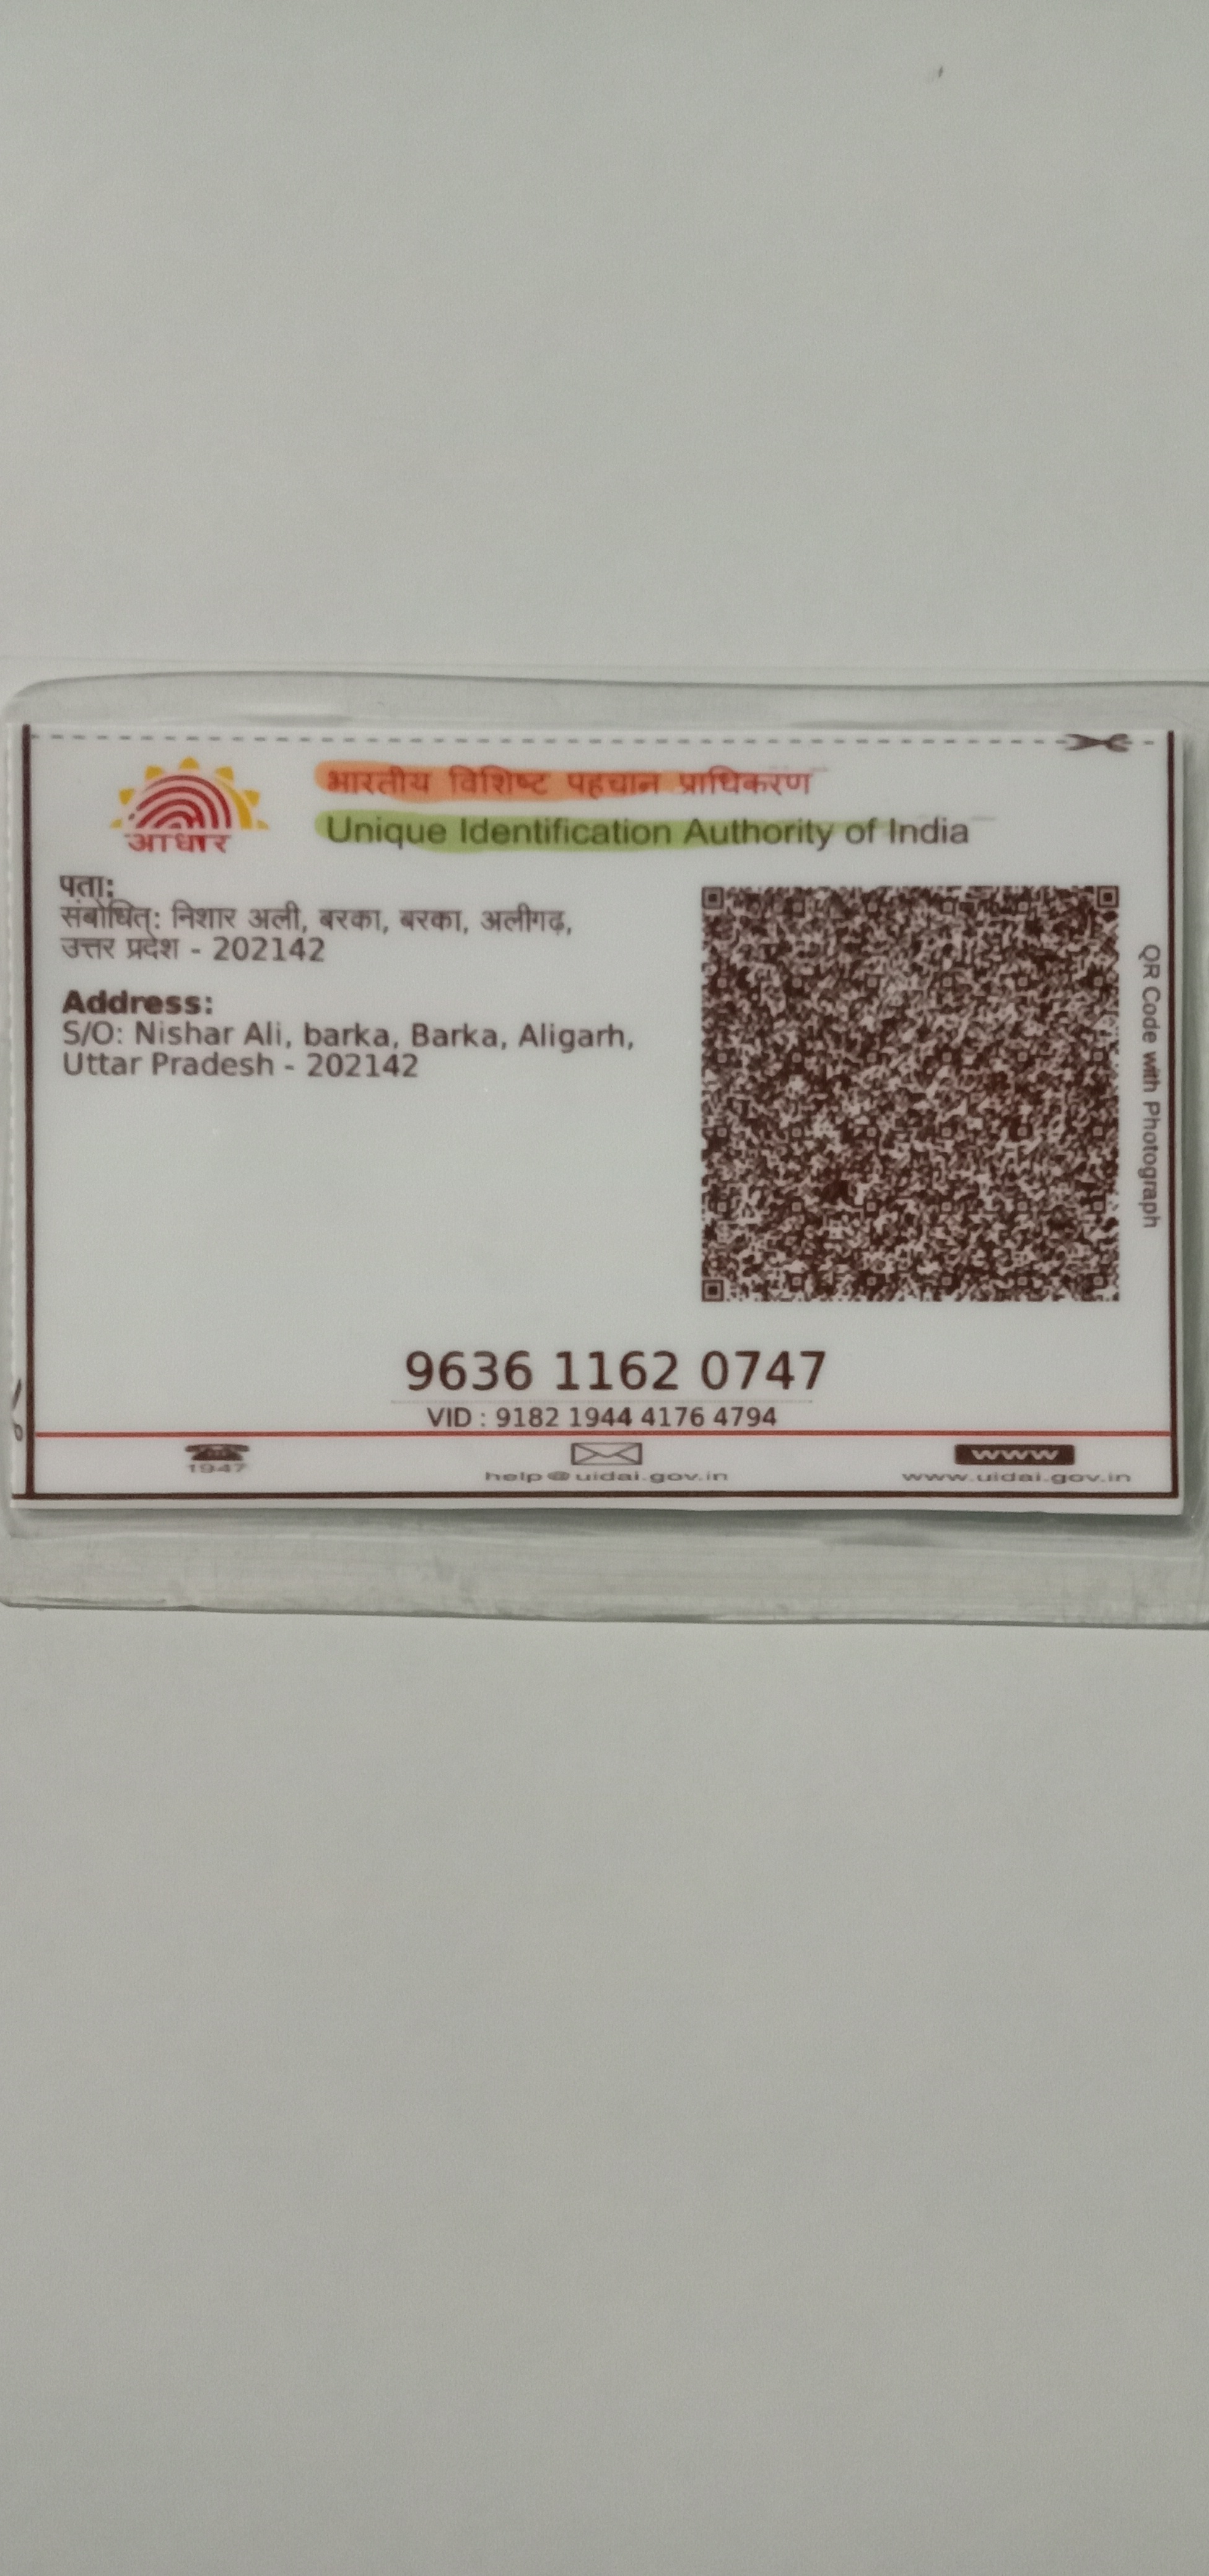 भारतीय विशिष्ट पहचान प्राधिकरण
Unique Identification Authority of India
आधार
पता:
संबोधित: निशार अली, बरका, बरका, अलीगढ़,
उत्तर प्रदेश - 202142
Address:
S/O: Nishar Ali, barka, Barka, Aligarh,
Uttar Pradesh - 202142
QR Code with Photograph
9636 1162 0747
VID : 9182 1944 4176 4794
1947
help@uidai.gov.in
www
www.uidai.gov.in